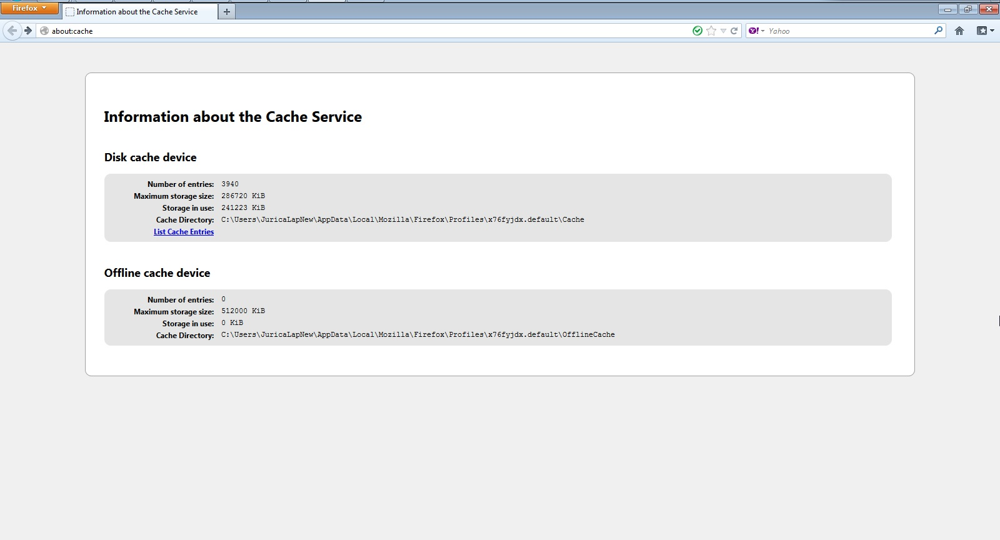 Firefox
Information about the Cache Service
about:cache
Y!
Yahoo
Information about the Cache Service
Disk cache device
Number of entries: 3940
Maximum storage size: 286720 KiB
Storage in use: 241223 KiB
Cache Directory: C:\Users\JuricaLapNew\AppData\Local\Mozilla\Firefox\Profiles\x76fyjdx.default\Cache
List Cache Entries
Offline cache device
Number of entries: 0
Maximum storage size: 512000 KiB
Storage in use: 0 KiB
Cache Directory: C:\Users\JuricaLapNew\AppData\Local\Mozilla\Firefox\Profiles\x76fyjdx.default\OfflineCache